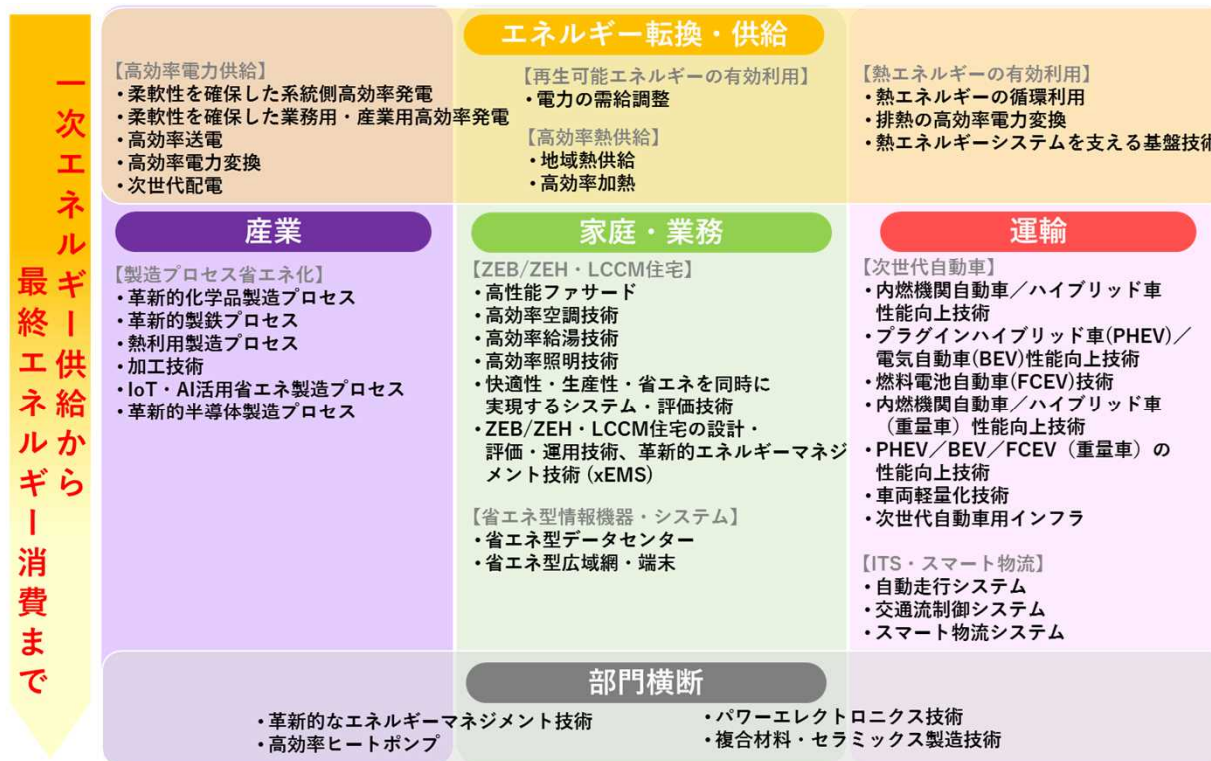 一次エネルギー供給から
最終エネルギー消費まで
エネルギー転換・供給
【高効率電力供給】
・柔軟性を確保した系統側高効率発電
・柔軟性を確保した業務用・産業用高効率発電
・高効率送電
・高効率電力変換
・次世代配電
【再生可能エネルギーの有効利用】
・電力の需給調整
【高効率熱供給】
・地域熱供給
・高効率加熱
【熱エネルギーの有効利用】
・熱エネルギーの循環利用
・排熱の高効率電力変換
・熱エネルギーシステムを支える基盤技術
産業
【製造プロセス省エネ化】
・革新的化学品製造プロセス
・革新的製鉄プロセス
・熱利用製造プロセス
・加工技術
・IoT・AI活用省エネ製造プロセス
・革新的半導体製造プロセス
家庭・業務
【ZEB/ZEH・LCCM住宅】
・高性能ファサード
・高効率空調技術
・高効率給湯技術
・高効率照明技術
・快適性・生産性・省エネを同時に
実現するシステム・評価技術
・ZEB/ZEH・LCCM住宅の設計・
評価・運用技術、革新的エネルギーマネジ
メント技術 (xEMS)
【省エネ型情報機器・システム】
・省エネ型データセンター
・省エネ型広域網・端末
運輸
【次世代自動車】
・内燃機関自動車／ハイブリッド車
性能向上技術
・プラグインハイブリッド車(PHEV)／
電気自動車(BEV)性能向上技術
・燃料電池自動車(FCEV)技術
・内燃機関自動車／ハイブリッド車
（重量車）性能向上技術
・PHEV／BEV／FCEV（重量車）の
性能向上技術
・車両軽量化技術
・次世代自動車用インフラ
【ITS・スマート物流】
・自動走行システム
・交通流制御システム
・スマート物流システム
部門横断
・革新的なエネルギーマネジメント技術
・高効率ヒートポンプ
・パワーエレクトロニクス技術
・複合材料・セラミックス製造技術